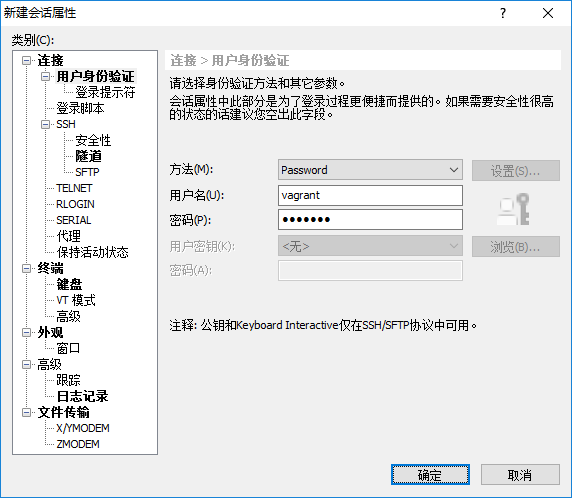 新建会话属性
?
类别(C):
连接
用户身份验证
登录提示符
登录脚本
SSH
安全性
隧道
SFTP
TELNET
RLOGIN
SERIAL
代理
保持活动状态
终端
键盘
VT 模式
高级
外观
窗口
高级
跟踪
日志记录
文件传输
X/YMODEM
ZMODEM
连接 > 用户身份验证
请选择身份验证方法和其它参数。
会话属性中此部分是为了登录过程更便捷而提供的。如果需要安全性很高
的状态的话建议您空出此字段。
方法(M): Password 设置(S)...
用户名(U): vagrant
密码(P): •••••••
用户密钥(K): <无> 浏览(B)...
密码(A):
注释: 公钥和Keyboard Interactive仅在SSH/SFTP协议中可用。
确定 取消